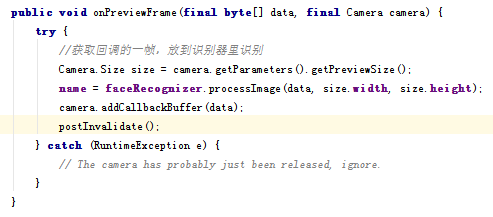 public void onPreviewFrame(final byte[] data, final Camera camera) {
try {
//获取回调的一帧，放到识别器里识别
Camera.Size size = camera.getParameters().getPreviewSize();
name = faceRecognizer.processImage(data, size.width, size.height);
camera.addCallbackBuffer(data);
postInvalidate();
} catch (RuntimeException e) {
// The camera has probably just been released, ignore.
}
}